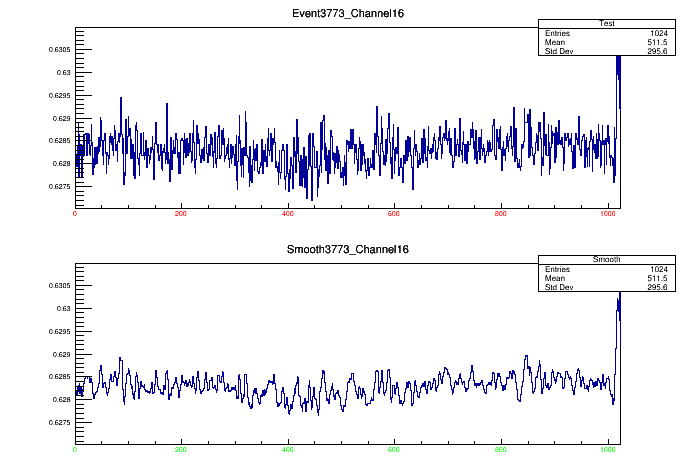 Event3773_Channel16
Test
Entries 1024
Mean 511.5
Std Dev 295.6
0.6305
0.63
0.6295
0.629
0.6285
0.628
0.6275
0 200 400 600 800 1000
Smooth3773_Channel16
Smooth
Entries 1024
Mean 511.5
Std Dev 295.6
0.6305
0.63
0.6295
0.629
0.6285
0.628
0.6275
0 200 400 600 800 1000